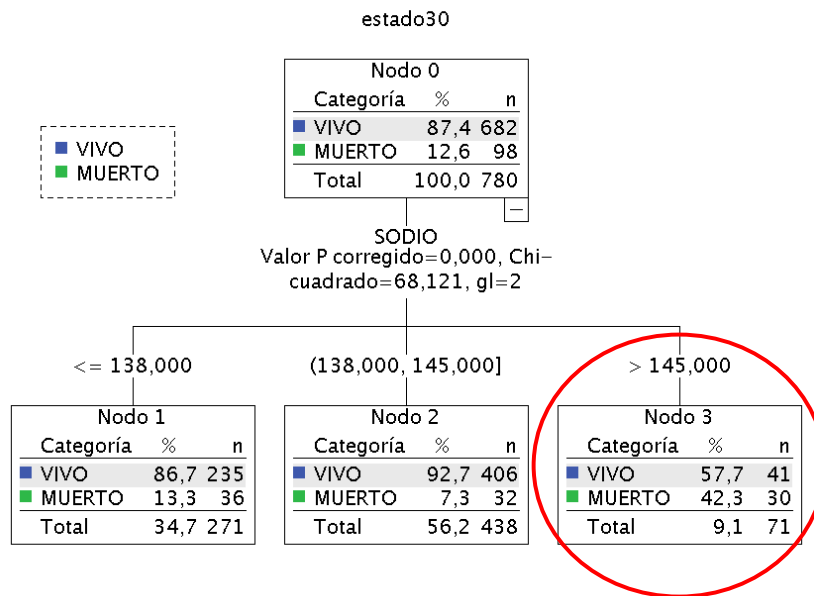 estado30
Nodo 0
Categoría % n
VIVO 87,4 682
MUERTO 12,6 98
Total 100,0 780
VIVO
MUERTO
SODIO
Valor P corregido=0,000, Chi-
cuadrado=68,121, gl=2
<= 138,000
(138,000, 145,000]
> 145,000
Nodo 1
Categoría % n
VIVO 86,7 235
MUERTO 13,3 36
Total 34,7 271
Nodo 2
Categoría % n
VIVO 92,7 406
MUERTO 7,3 32
Total 56,2 438
Nodo 3
Categoría % n
VIVO 57,7 41
MUERTO 42,3 30
Total 9,1 71